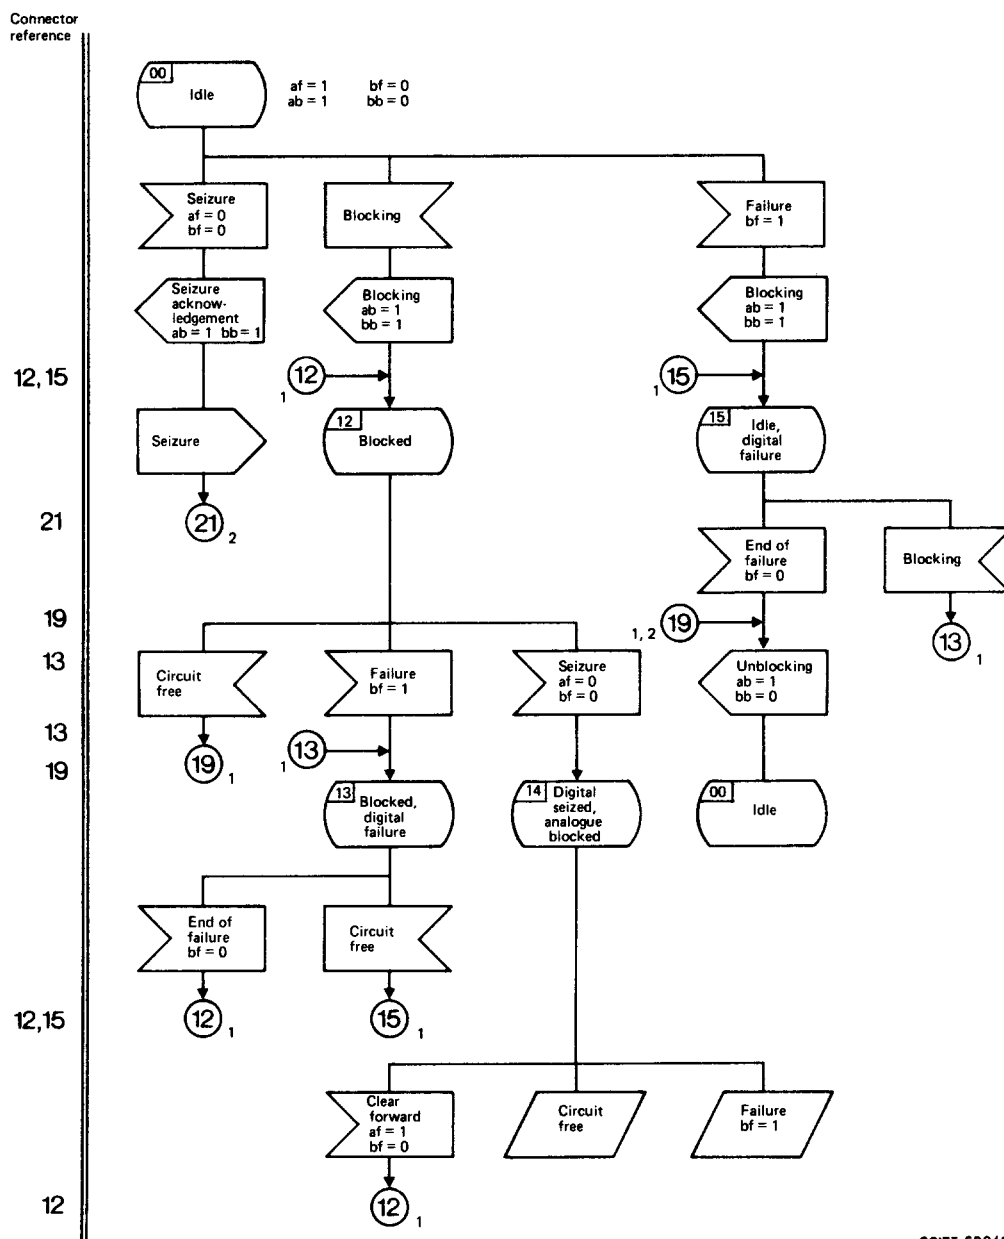 Connector
reference
00
Idle
af = 1 bf = 0
ab = 1 bb = 0
Seizure
af = 0
bf = 0
Blocking
Failure
bf = 1
Seizure
acknow-
ledgement
ab = 1 bb = 1
Blocking
ab = 1
bb = 1
Blocking
ab = 1
bb = 1
12,15
12
1
15
1
Seizure
12
Blocked
15
Idle,
digital
failure
21
21
2
End of
failure
bf = 0
Blocking
19
19
1, 2
13
1
13
Circuit
free
Failure
bf = 1
Seizure
af = 0
bf = 0
Unblocking
ab = 1
bb = 0
13
19
19
1
13
1
13
Blocked,
digital
failure
14
Digital
seized,
analogue
blocked
00
Idle
End of
failure
bf = 0
Circuit
free
12,15
12
1
15
1
Clear
forward
af = 1
bf = 0
Circuit
free
Failure
bf = 1
12
12
1